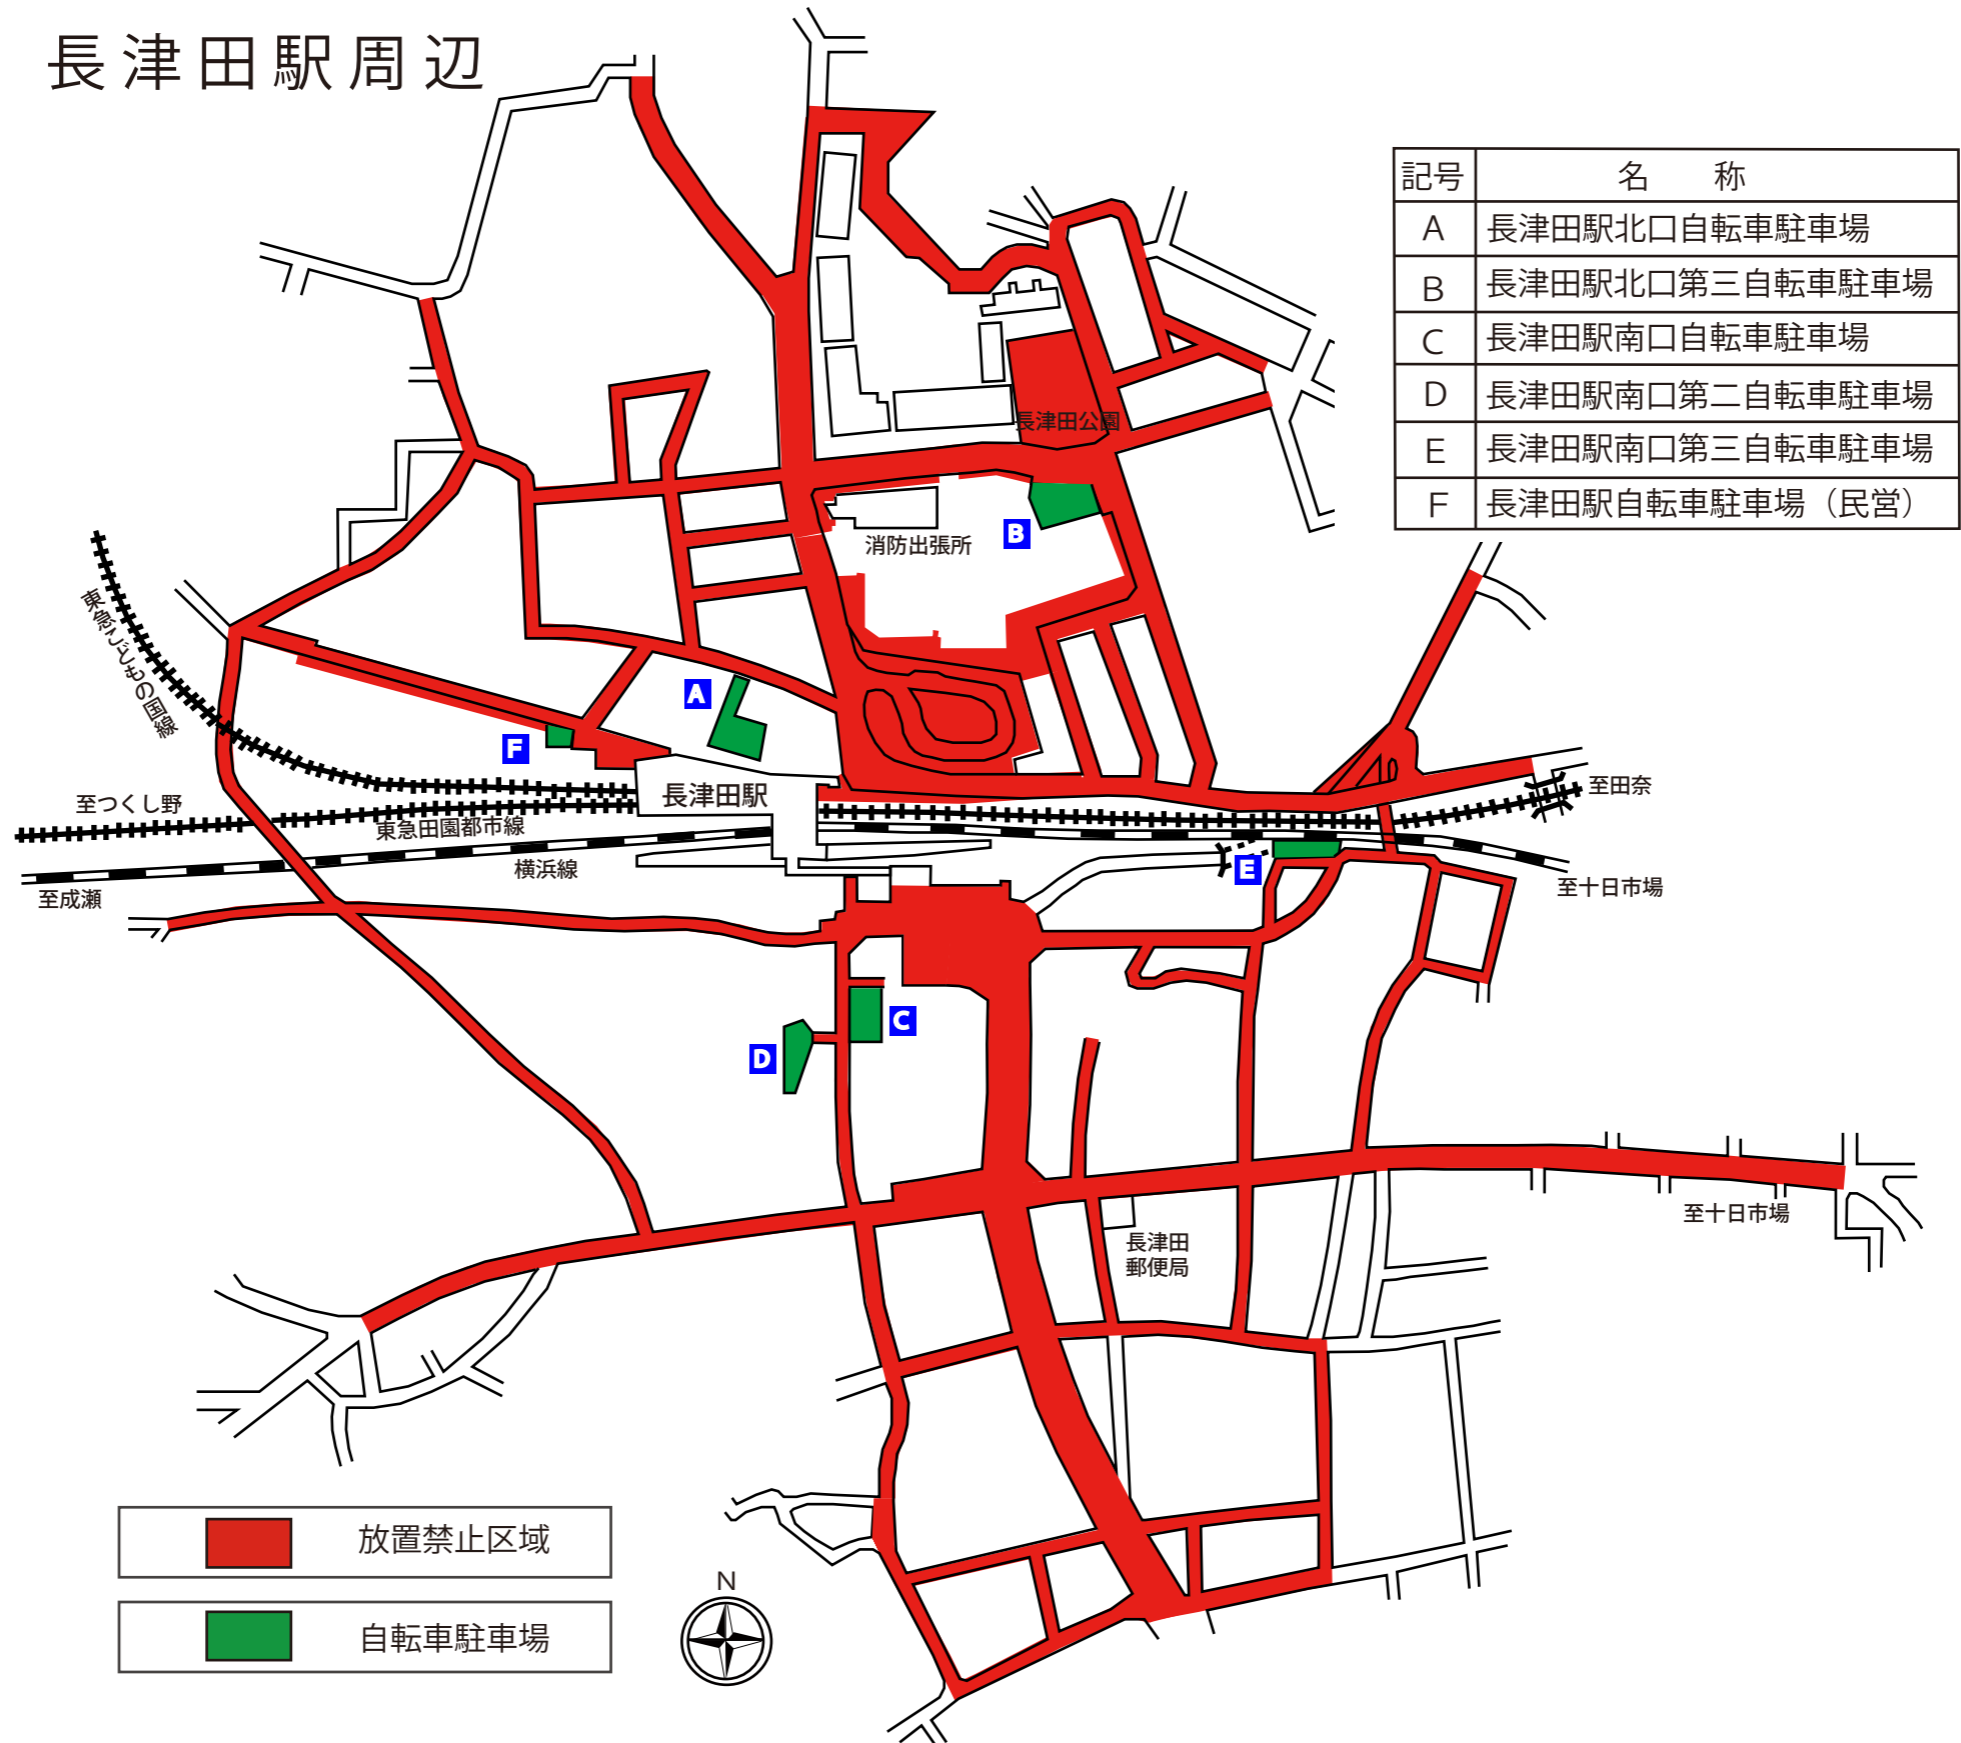 長津田駅周辺
記号 名 称
A 長津田駅北口自転車駐車場
B 長津田駅北口第三自転車駐車場
C 長津田駅南口自転車駐車場
D 長津田駅南口第二自転車駐車場
E 長津田駅南口第三自転車駐車場
F 長津田駅自転車駐車場（民営）
長津田公園
B
消防出張所
東急こどもの国線
A
F
長津田駅
至つくし野
東急田園都市線
至田奈
横浜線
E
至成瀬
至十日市場
C
D
至十日市場
長津田
郵便局
放置禁止区域
自転車駐車場
N